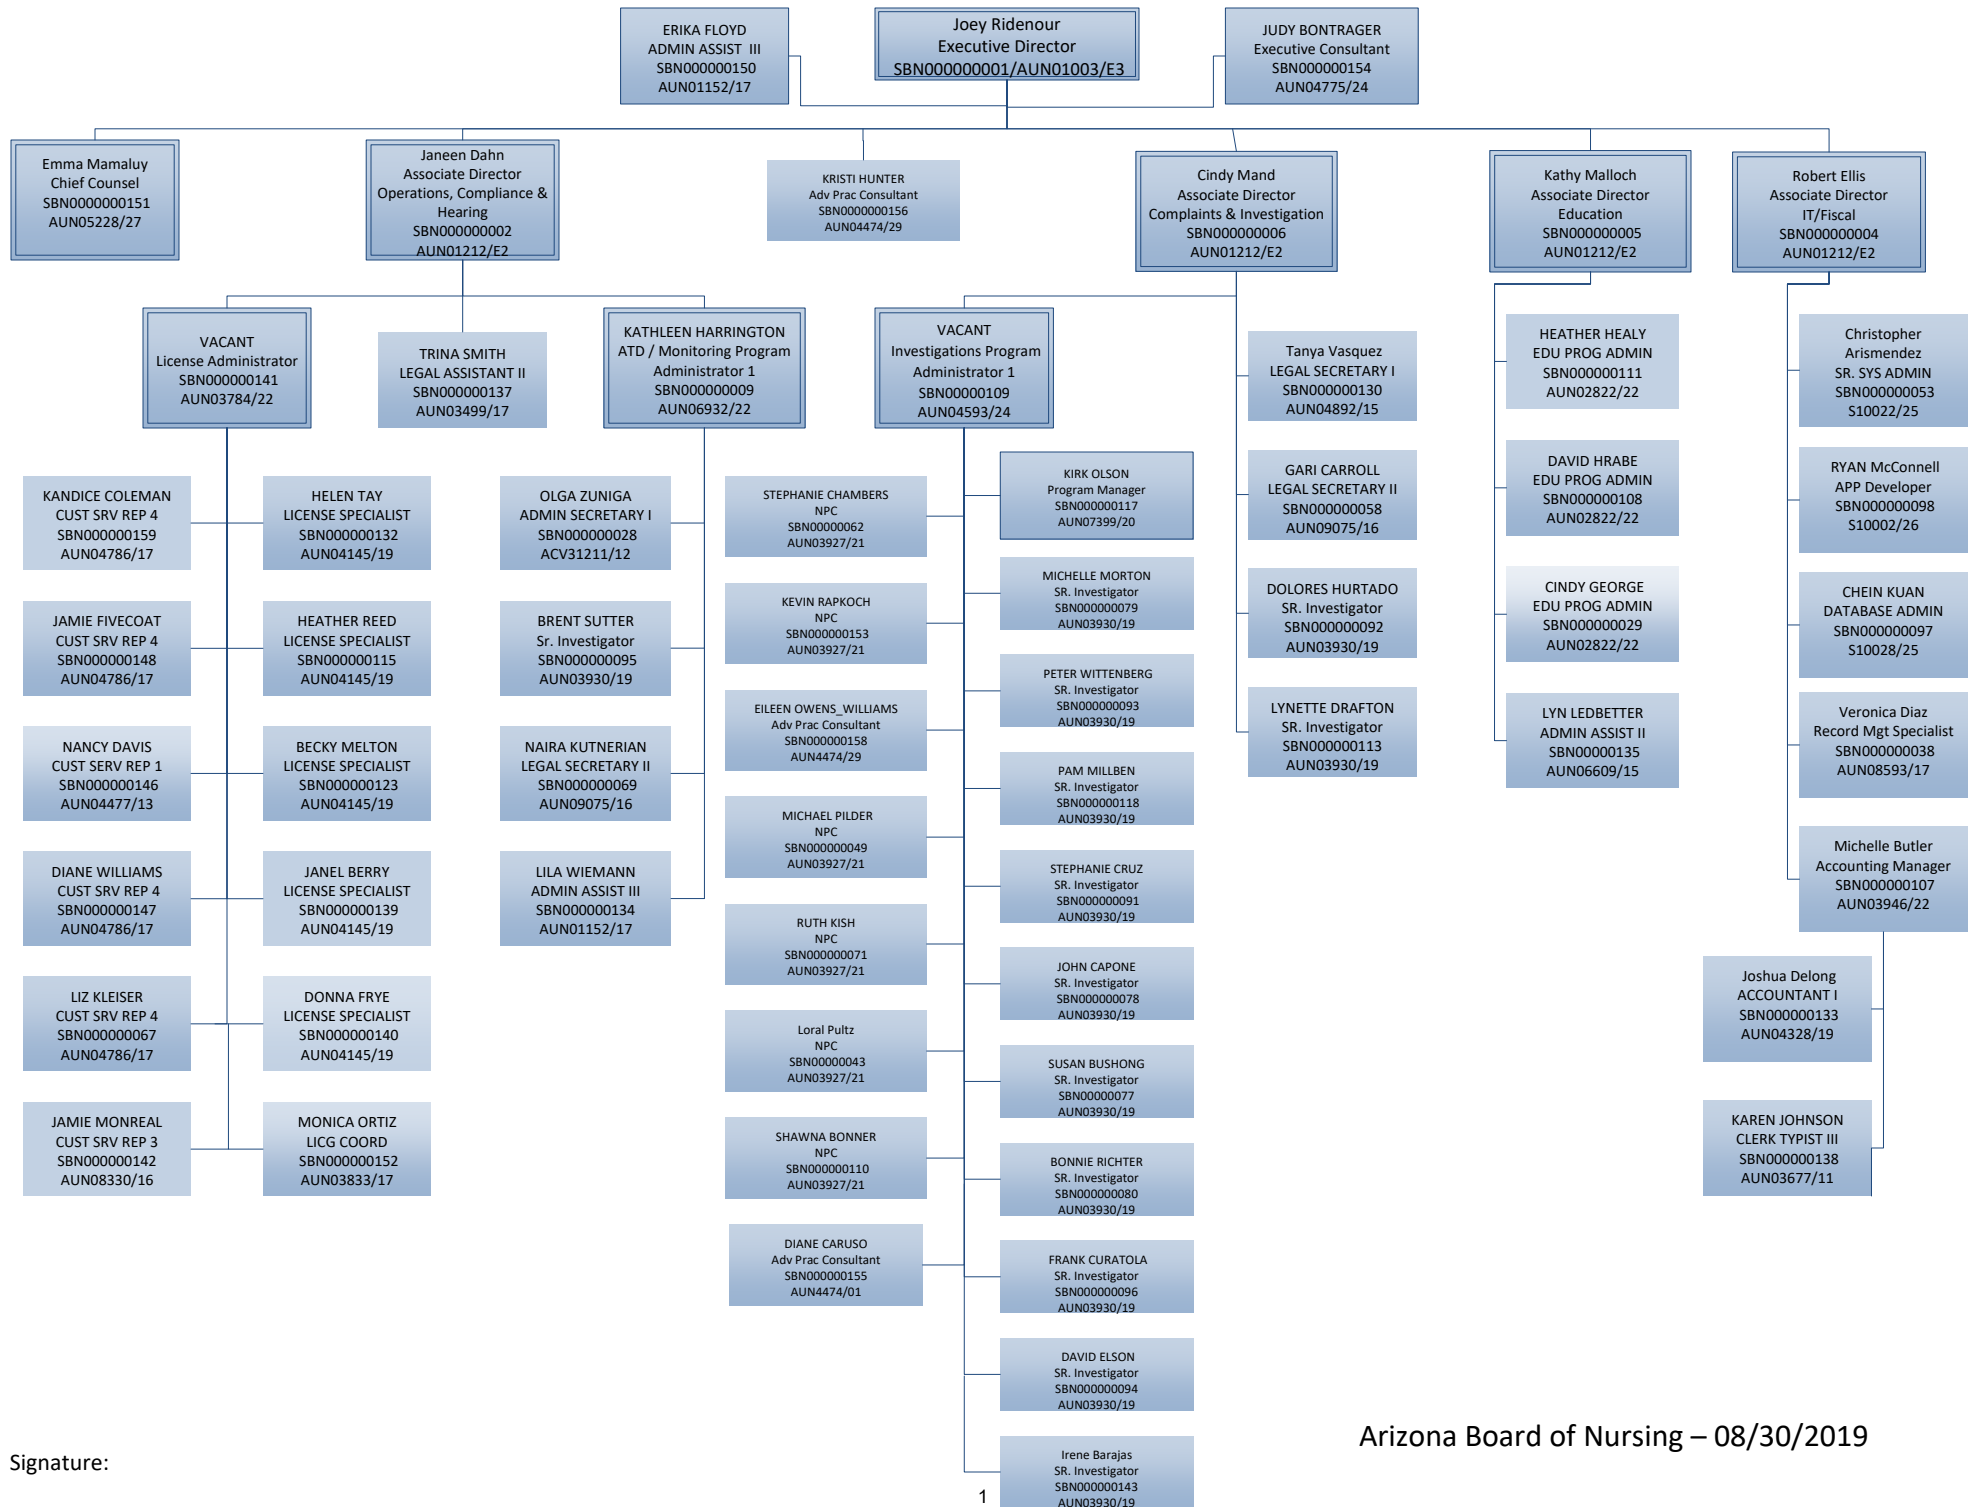 ERIKA FLOYD
ADMIN ASSIST  III
SBN000000150
AUN01152/17
Joey Ridenour
Executive Director
SBN000000001/AUN01003/E3
JUDY BONTRAGER
Executive Consultant
SBN000000154
AUN04775/24
Emma Mamaluy
Chief Counsel
SBN0000000151
AUN05228/27
Janeen Dahn
Associate Director
Operations, Compliance &
Hearing
SBN000000002
AUN01212/E2
KRISTI HUNTER
Adv Prac Consultant
SBN0000000156
AUN04474/29
Cindy Mand
Associate Director
Complaints & Investigation
SBN000000006
AUN01212/E2
Kathy Malloch
Associate Director
Education
SBN000000005
AUN01212/E2
Robert Ellis
Associate Director
IT/Fiscal
SBN000000004
AUN01212/E2
VACANT
License Administrator
SBN000000141
AUN03784/22
TRINA SMITH
LEGAL ASSISTANT II
SBN000000137
AUN03499/17
KATHLEEN HARRINGTON
ATD / Monitoring Program
Administrator 1
SBN000000009
AUN06932/22
VACANT
Investigations Program
Administrator 1
SBN00000109
AUN04593/24
Tanya Vasquez
LEGAL SECRETARY I
SBN000000130
AUN04892/15
HEATHER HEALY
EDU PROG ADMIN
SBN000000111
AUN02822/22
Christopher
Arismendez
SR. SYS ADMIN
SBN000000053
S10022/25
KANDICE COLEMAN
CUST SRV REP 4
SBN000000159
AUN04786/17
HELEN TAY
LICENSE SPECIALIST
SBN000000132
AUN04145/19
OLGA ZUNIGA
ADMIN SECRETARY I
SBN000000028
ACV31211/12
STEPHANIE CHAMBERS
NPC
SBN00000062
AUN03927/21
KIRK OLSON
Program Manager
SBN000000117
AUN07399/20
GARI CARROLL
LEGAL SECRETARY II
SBN000000058
AUN09075/16
DAVID HRABE
EDU PROG ADMIN
SBN000000108
AUN02822/22
RYAN McConnell
APP Developer
SBN000000098
S10002/26
JAMIE FIVECOAT
CUST SRV REP 4
SBN000000148
AUN04786/17
HEATHER REED
LICENSE SPECIALIST
SBN000000115
AUN04145/19
BRENT SUTTER
Sr. Investigator
SBN000000095
AUN03930/19
KEVIN RAPKOCH
NPC
SBN000000153
AUN03927/21
MICHELLE MORTON
SR. Investigator
SBN000000079
AUN03930/19
DOLORES HURTADO
SR. Investigator
SBN000000092
AUN03930/19
CINDY GEORGE
EDU PROG ADMIN
SBN000000029
AUN02822/22
CHEIN KUAN
DATABASE ADMIN
SBN000000097
S10028/25
NANCY DAVIS
CUST SERV REP 1
SBN000000146
AUN04477/13
BECKY MELTON
LICENSE SPECIALIST
SBN000000123
AUN04145/19
NAIRA KUTNERIAN
LEGAL SECRETARY II
SBN000000069
AUN09075/16
EILEEN OWENS_WILLIAMS
Adv Prac Consultant
SBN000000158
AUN4474/29
PETER WITTENBERG
SR. Investigator
SBN000000093
AUN03930/19
LYNETTE DRAFTON
SR. Investigator
SBN000000113
AUN03930/19
LYN LEDBETTER
ADMIN ASSIST II
SBN00000135
AUN06609/15
Veronica Diaz
Record Mgt Specialist
SBN000000038
AUN08593/17
PAM MILLBEN
SR. Investigator
SBN000000118
AUN03930/19
MICHAEL PILDER
NPC
SBN000000049
AUN03927/21
DIANE WILLIAMS
CUST SRV REP 4
SBN000000147
AUN04786/17
JANEL BERRY
LICENSE SPECIALIST
SBN000000139
AUN04145/19
LILA WIEMANN
ADMIN ASSIST III
SBN000000134
AUN01152/17
STEPHANIE CRUZ
SR. Investigator
SBN000000091
AUN03930/19
Michelle Butler
Accounting Manager
SBN000000107
AUN03946/22
RUTH KISH
NPC
SBN000000071
AUN03927/21
JOHN CAPONE
SR. Investigator
SBN000000078
AUN03930/19
LIZ KLEISER
CUST SRV REP 4
SBN000000067
AUN04786/17
DONNA FRYE
LICENSE SPECIALIST
SBN000000140
AUN04145/19
Joshua Delong
ACCOUNTANT I
SBN000000133
AUN04328/19
Loral Pultz
NPC
SBN00000043
AUN03927/21
SUSAN BUSHONG
SR. Investigator
SBN00000077
AUN03930/19
JAMIE MONREAL
CUST SRV REP 3
SBN000000142
AUN08330/16
MONICA ORTIZ
LICG COORD
SBN000000152
AUN03833/17
SHAWNA BONNER
NPC
SBN000000110
AUN03927/21
BONNIE RICHTER
SR. Investigator
SBN000000080
AUN03930/19
KAREN JOHNSON
CLERK TYPIST III
SBN000000138
AUN03677/11
DIANE CARUSO
Adv Prac Consultant
SBN000000155
AUN4474/01
FRANK CURATOLA
SR. Investigator
SBN000000096
AUN03930/19
DAVID ELSON
SR. Investigator
SBN000000094
AUN03930/19
Irene Barajas
SR. Investigator
SBN000000143
AUN03930/19
Arizona Board of Nursing – 08/30/2019
Signature:
1